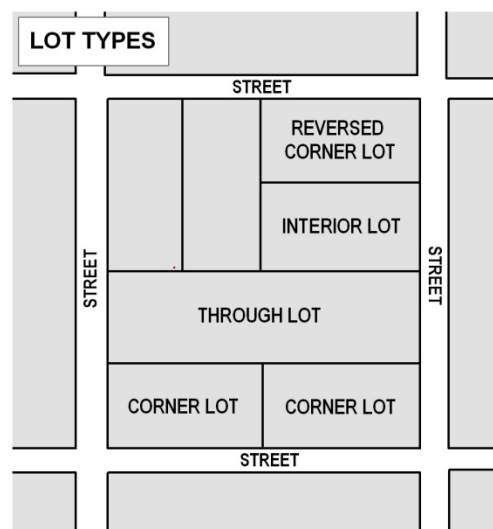 LOT TYPES
STREET
REVERSED
CORNER LOT
INTERIOR LOT
STREET
STREET
THROUGH LOT
CORNER LOT
CORNER LOT
STREET